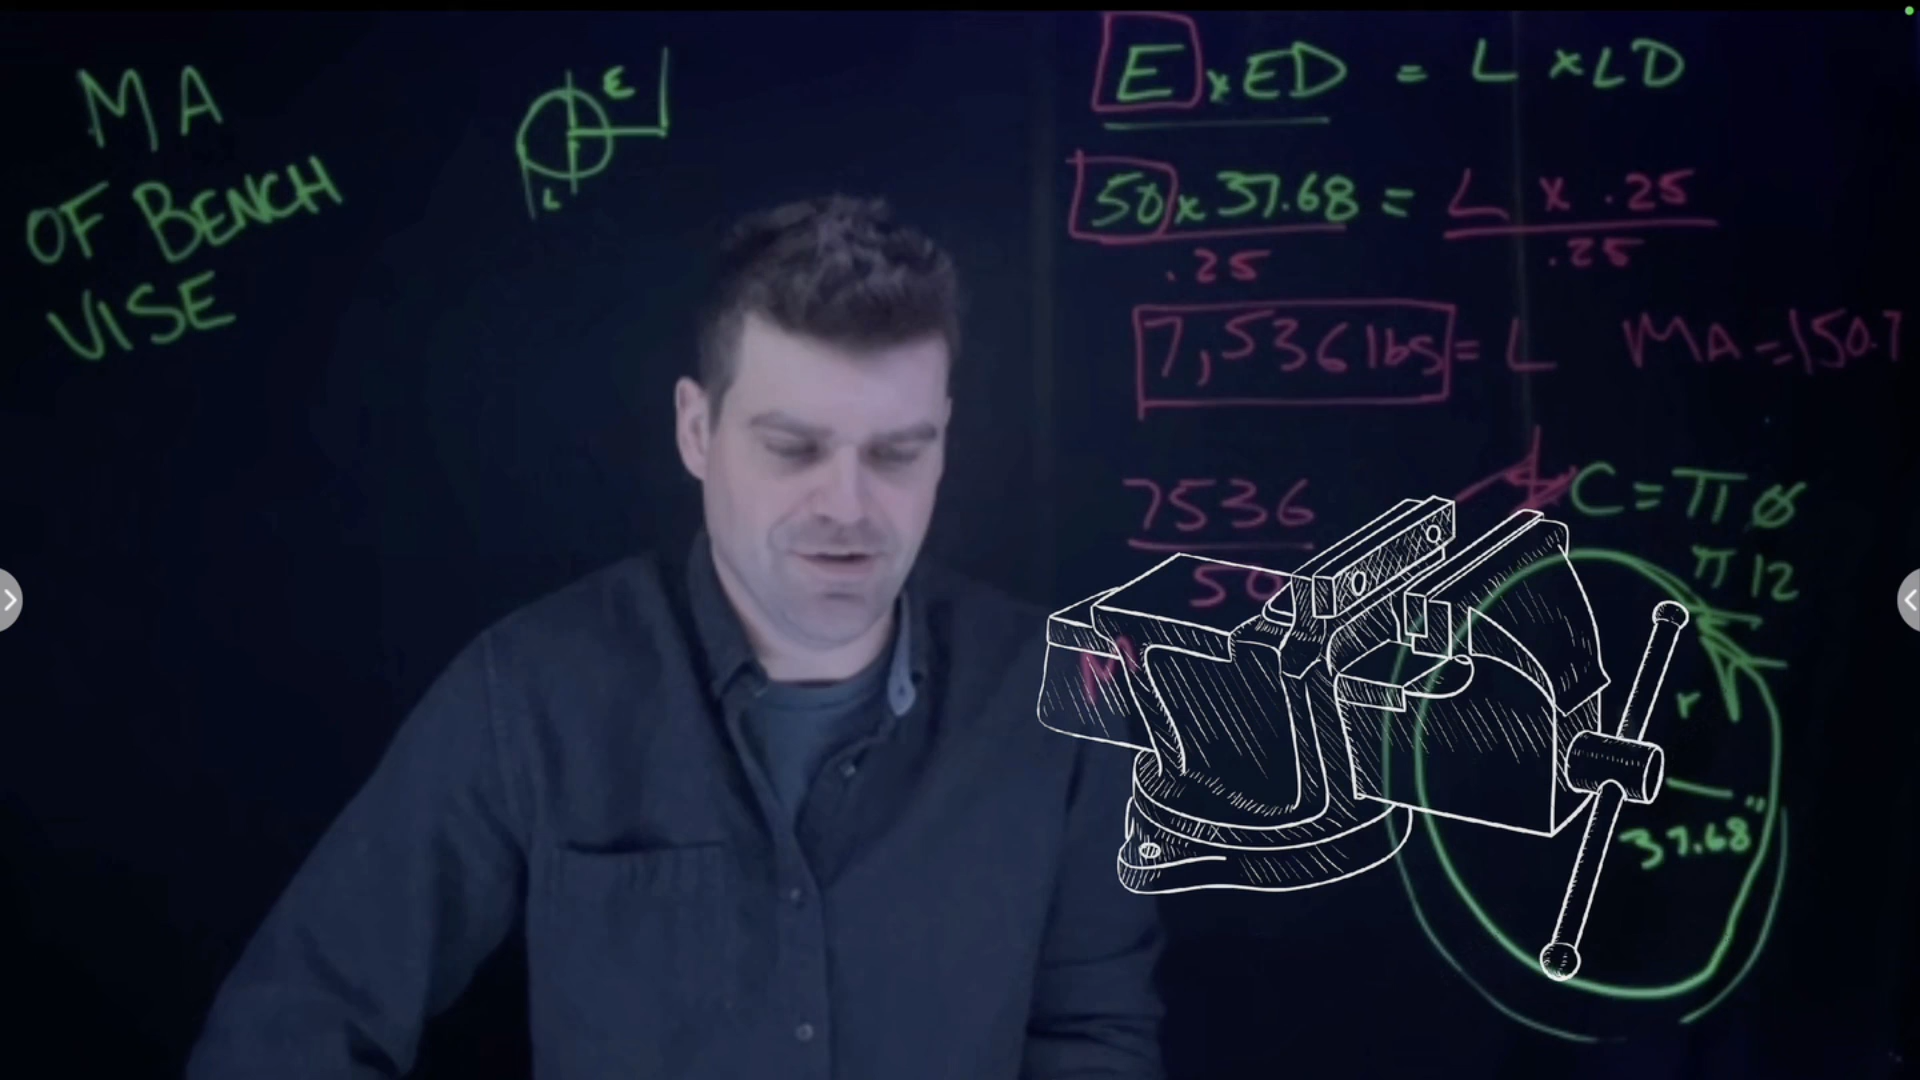 MA
OF BENCH
VISE
E
L
E × ED = L × LD
50 × 37.68 = L × .25
.25 .25
7,536 lbs = L MA = 150.7
7536
50
C = π ø
π 12
r
37.68"